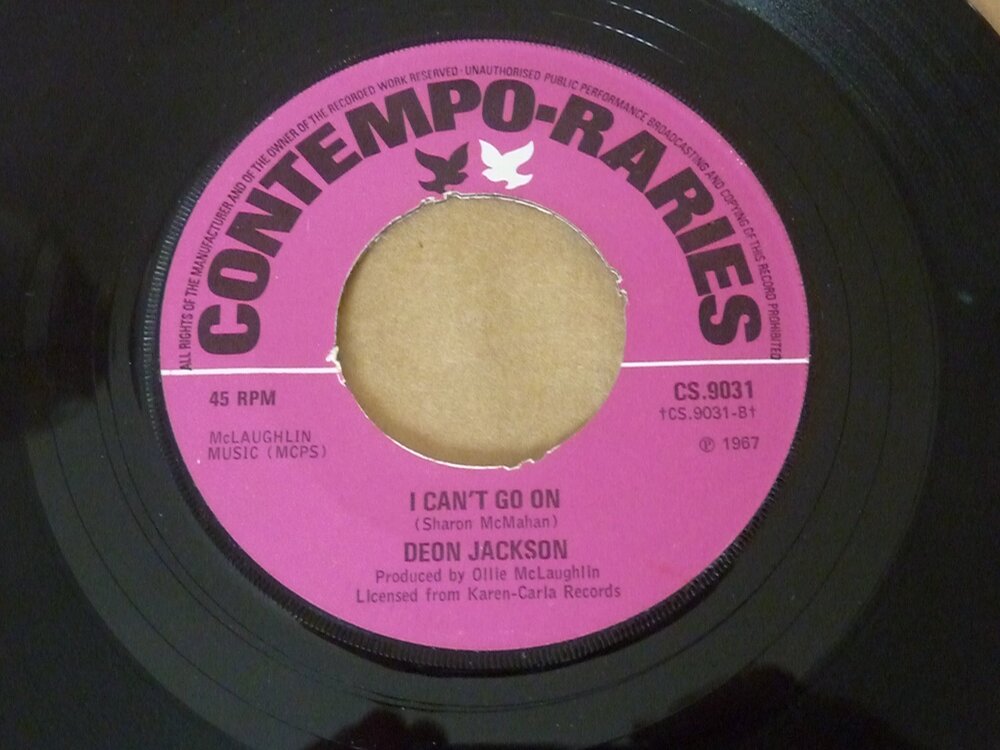 ALL RIGHTS OF THE MANUFACTURER AND OF THE OWNER OF THE RECORDED WORK RESERVED · UNAUTHORISED PUBLIC PERFORMANCE BROADCASTING AND COPYING OF THIS RECORD PROHIBITED
CONTEMPO-RARIES
45 RPM
CS.9031
†CS.9031-B†
McLAUGHLIN
MUSIC (MCPS)
℗ 1967
I CAN'T GO ON
(Sharon McMahan)
DEON JACKSON
Produced by Ollie McLaughlin
Licensed from Karen-Carla Records